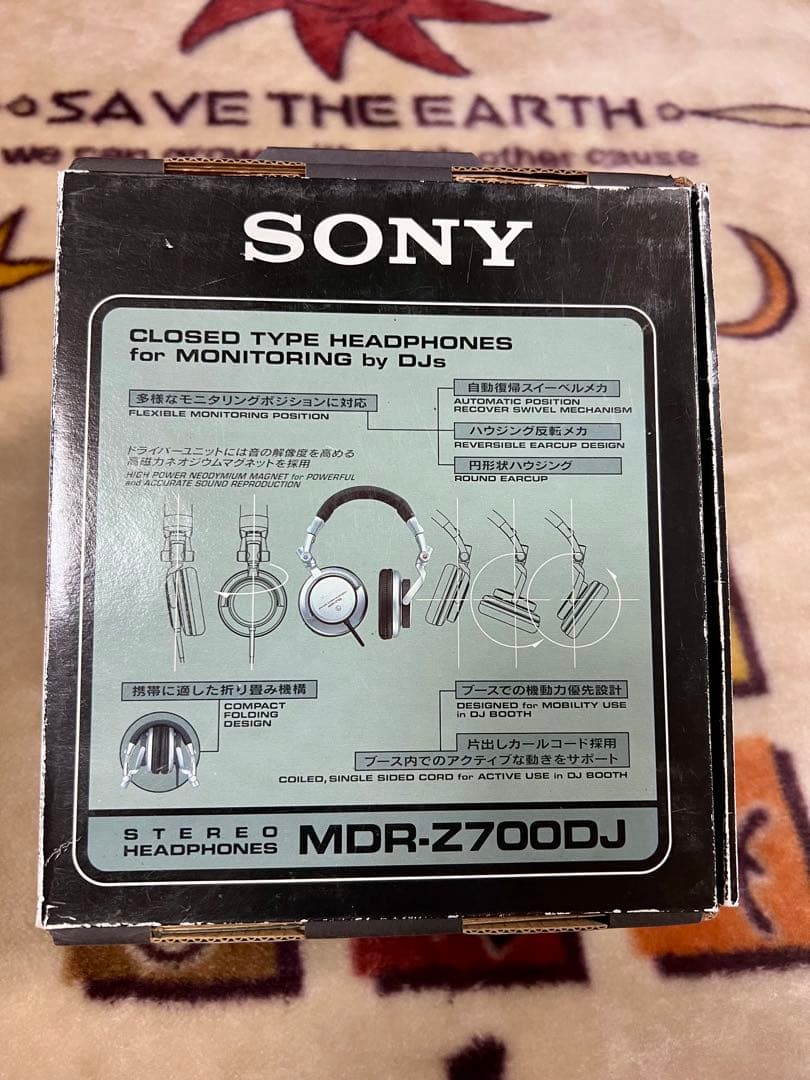 SAVE THE EARTH
we can grow
other cause
SONY
CLOSED TYPE HEADPHONES
for MONITORING by DJs
多様なモニタリングポジションに対応
FLEXIBLE MONITORING POSITION
自動復帰スイーベルメカ
AUTOMATIC POSITION
RECOVER SWIVEL MECHANISM
ハウジング反転メカ
REVERSIBLE EARCUP DESIGN
円形状ハウジング
ROUND EARCUP
ドライバーユニットには音の解像度を高める
高磁力ネオジウムマグネットを採用
HIGH POWER NEODYMIUM MAGNET for POWERFUL
and ACCURATE SOUND REPRODUCTION
携帯に適した折り畳み機構
COMPACT
FOLDING
DESIGN
ブースでの機動力優先設計
DESIGNED for MOBILITY USE
in DJ BOOTH
片出しカールコード採用
ブース内でのアクティブな動きをサポート
COILED, SINGLE SIDED CORD for ACTIVE USE in DJ BOOTH
STEREO
HEADPHONES
MDR-Z700DJ